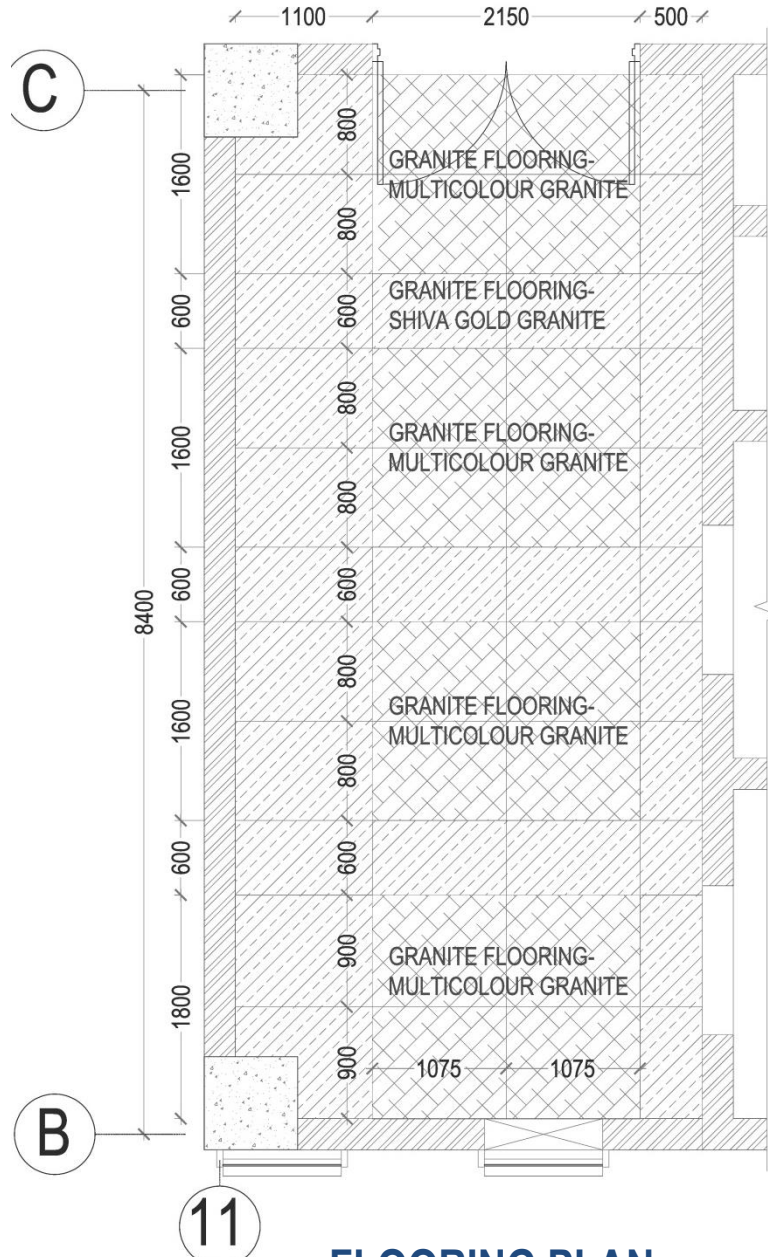 1100
2150
500
C
800
1600
GRANITE FLOORING-
MULTICOLOUR GRANITE
800
600
600
GRANITE FLOORING-
SHIVA GOLD GRANITE
800
1600
GRANITE FLOORING-
MULTICOLOUR GRANITE
800
600
600
8400
800
1600
GRANITE FLOORING-
MULTICOLOUR GRANITE
800
600
600
900
1800
GRANITE FLOORING-
MULTICOLOUR GRANITE
900
1075
1075
B
11
FLOORING PLAN